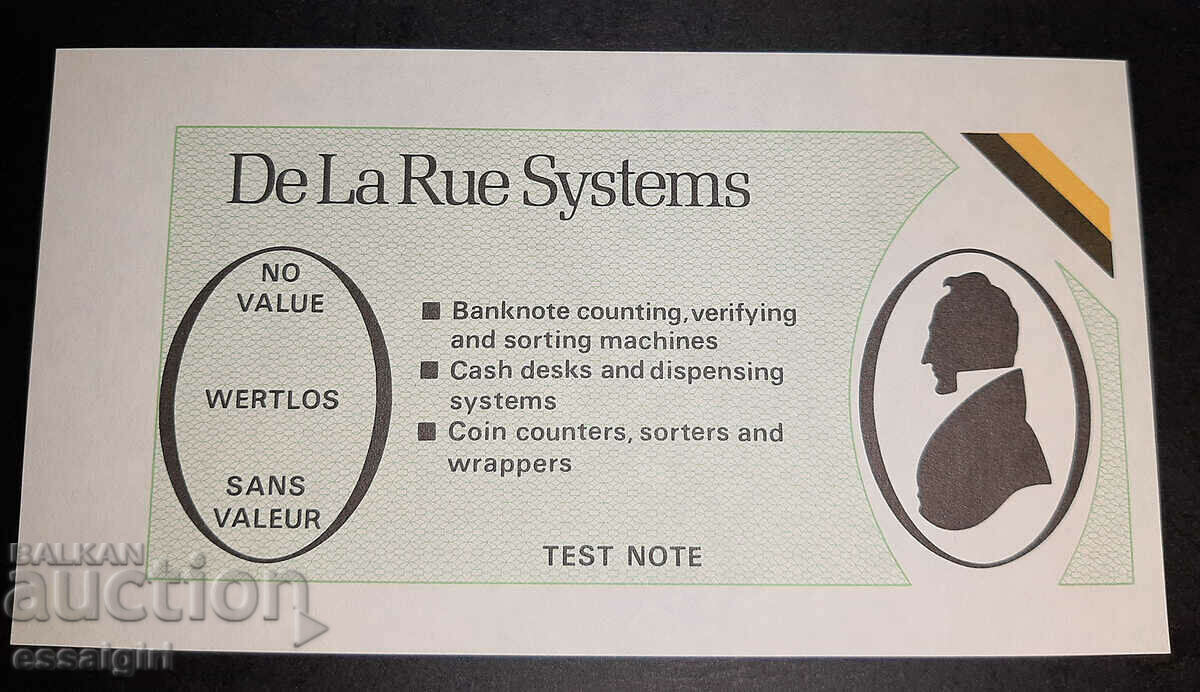 De La Rue Systems
NO
VALUE
WERTLOS
SANS
VALEUR
■ Banknote counting, verifying
and sorting machines
■ Cash desks and dispensing
systems
■ Coin counters, sorters and
wrappers
TEST NOTE
BALKAN
auction
essaigirl